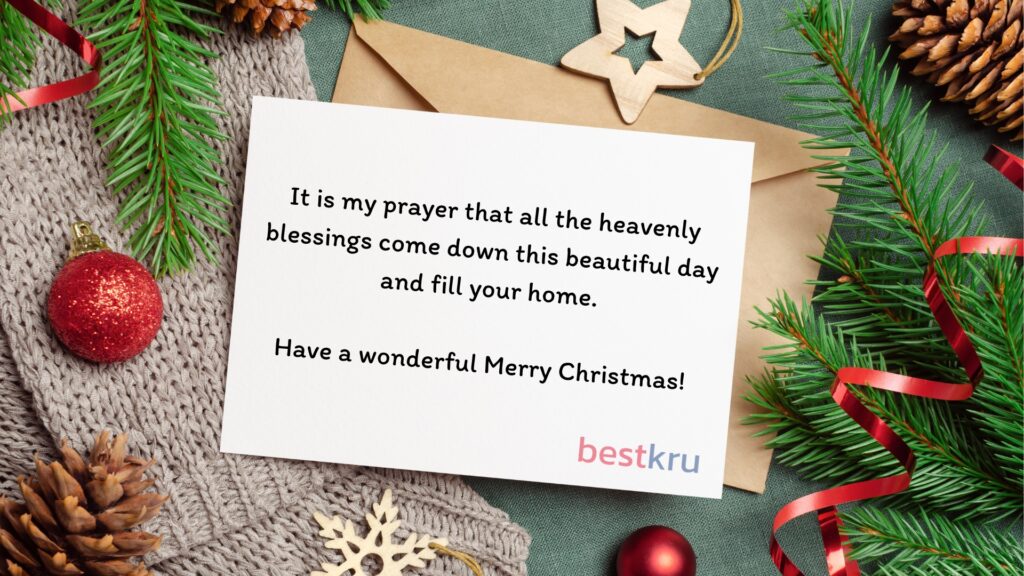 It is my prayer that all the heavenly
blessings come down this beautiful day
and fill your home.
Have a wonderful Merry Christmas!
bestkru